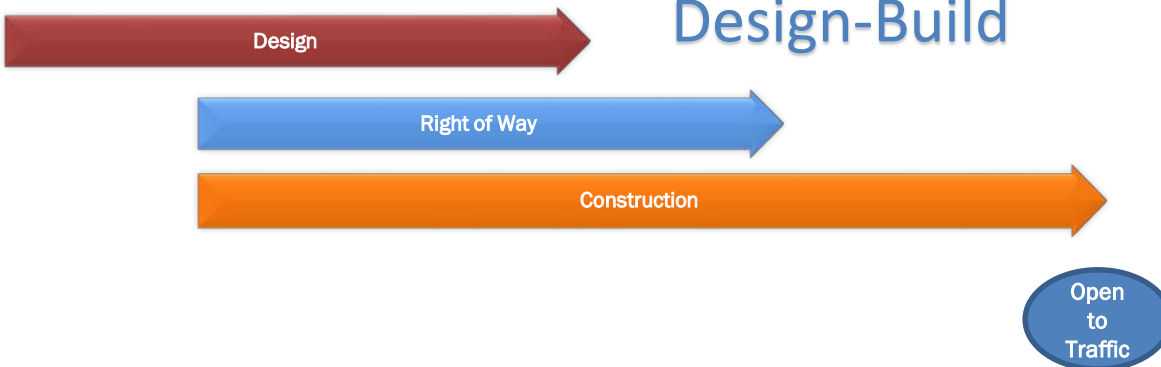 Design-Build
Design
Right of Way
Construction
Open
to
Traffic